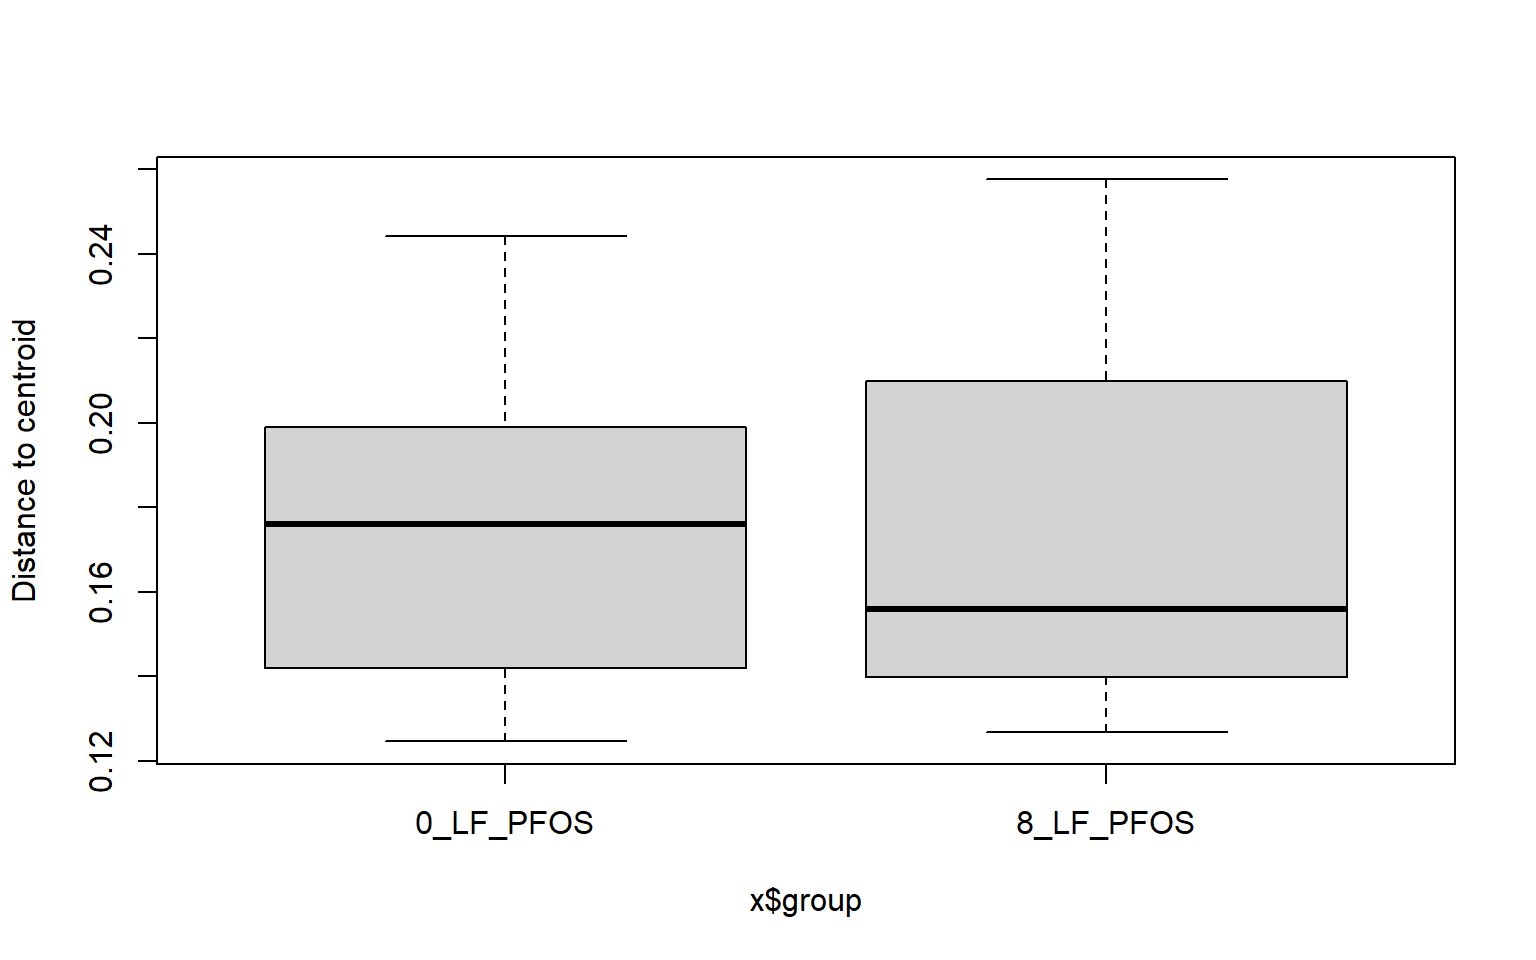 Distance to centroid
0.24
0.20
0.16
0.12
0_LF_PFOS
8_LF_PFOS
x$group